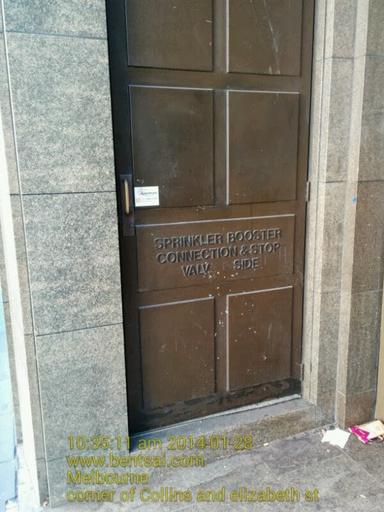 SPRINKLER BOOSTER
CONNECTION & STOP
VALV SIDE
10:35:11 am 2014-01-28
www.bentsai.com
Melbourne
corner of Collins and elizabeth st